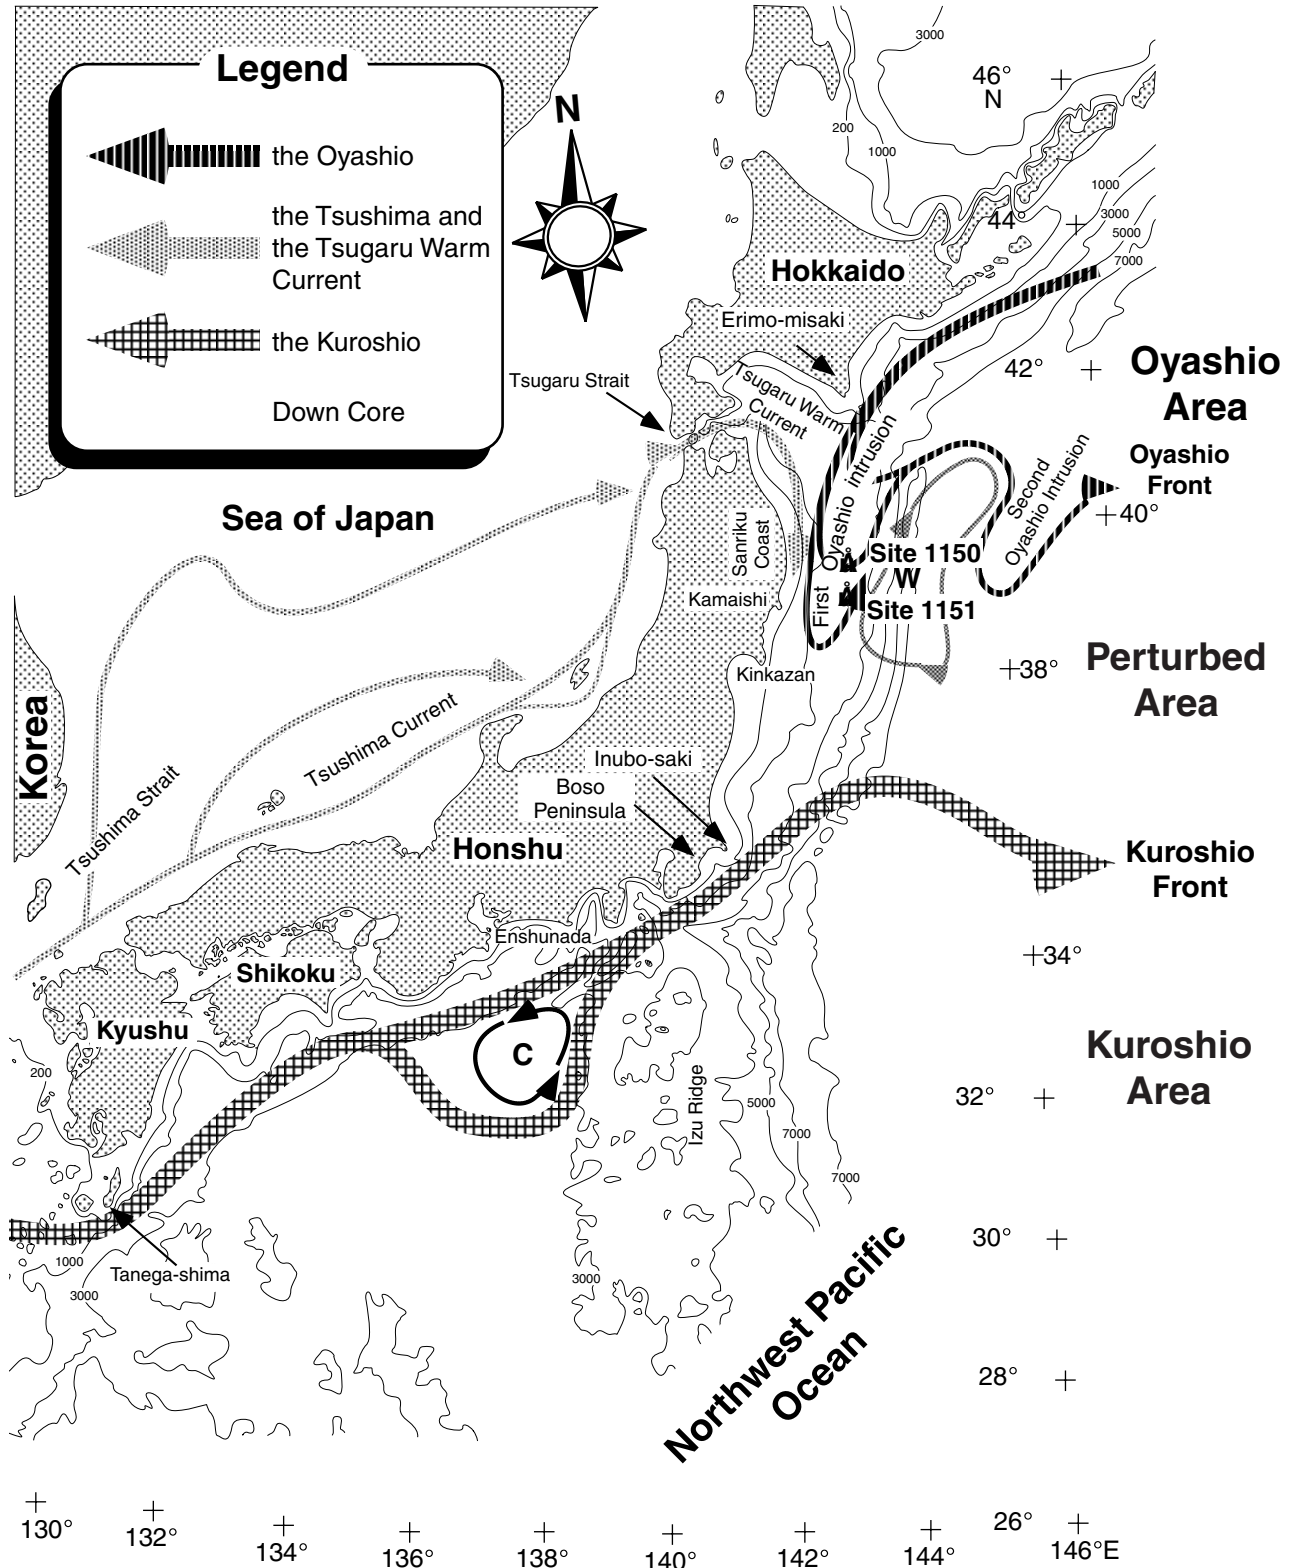 Legend
the Oyashio
the Tsushima and
the Tsugaru Warm
Current
the Kuroshio
Down Core
N
3000
46°
N
200
1000
1000
44°
3000
5000
7000
Hokkaido
Erimo-misaki
42°
Oyashio
Area
Tsugaru Strait
Tsugaru Warm
Current
Oyashio
Front
40°
Sea of Japan
Sanriku
Coast
First Oyashio intrusion
Second
Oyashio Intrusion
Site 1150
W
Site 1151
Kamaishi
Kinkazan
38°
Perturbed
Area
Korea
Tsushima Strait
Tsushima Current
Inubo-saki
Boso
Peninsula
Honshu
Kuroshio
Front
Enshunada
34°
Shikoku
Kyushu
C
Kuroshio
Area
200
Izu Ridge
32°
5000
7000
7000
30°
1000
Tanega-shima
3000
3000
Northwest Pacific
Ocean
28°
26°
130°
132°
134°
136°
138°
140°
142°
144°
146°E